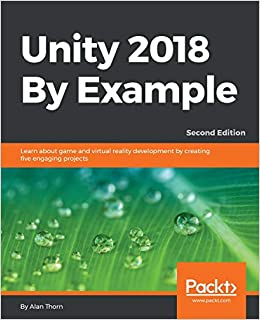 Unity 2018
By Example
Second Edition
Learn about game and virtual reality development by creating
five engaging projects
By Alan Thorn
Packt>
www.packt.com